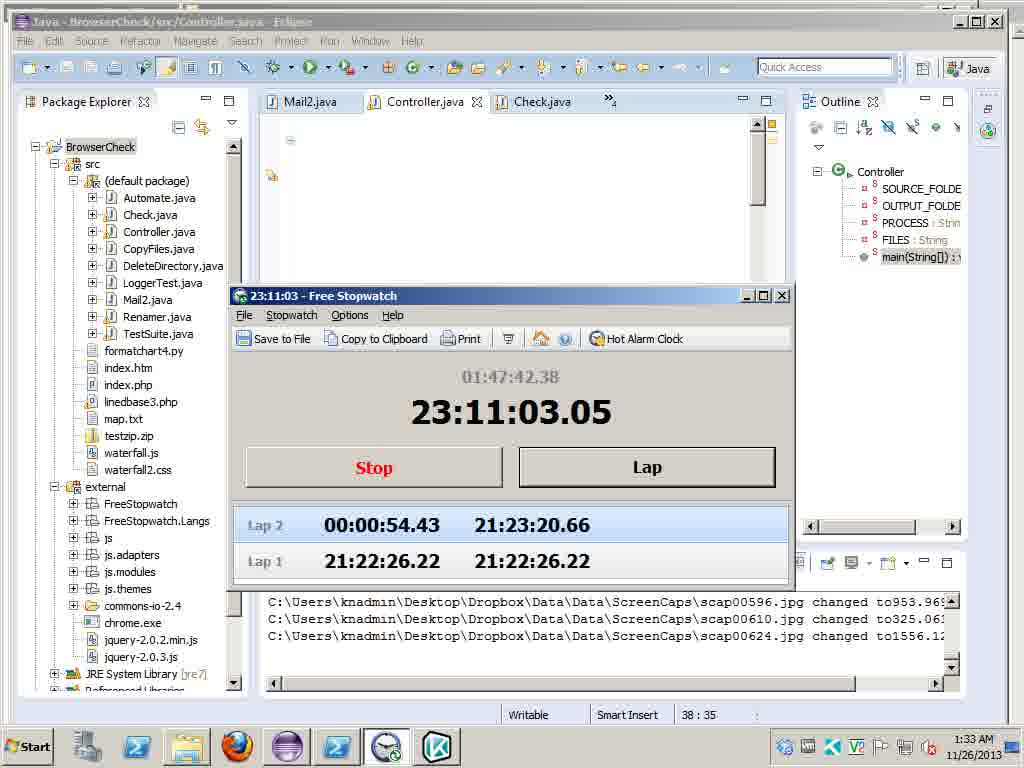 Java - BrowserCheck/src/Controller.java - Eclipse
File Edit Source Refactor Navigate Search Project Run Window Help
Quick Access
Java
Package Explorer
Mail2.java
Controller.java
Check.java
4
Outline
BrowserCheck
src
(default package)
Automate.java
Check.java
Controller.java
CopyFiles.java
DeleteDirectory.java
LoggerTest.java
Mail2.java
Renamer.java
TestSuite.java
formatchart4.py
index.htm
index.php
linedbase3.php
map.txt
testzip.zip
waterfall.js
waterfall2.css
external
FreeStopwatch
FreeStopwatch.Langs
js
js.adapters
js.modules
js.themes
commons-io-2.4
chrome.exe
jquery-2.0.2.min.js
jquery-2.0.3.js
JRE System Library [jre7]
Referenced Libraries
Controller
SOURCE_FOLDE
OUTPUT_FOLDE
PROCESS : Strin
FILES : String
main(String[]) : v
23:11:03 - Free Stopwatch
File Stopwatch Options Help
Save to File Copy to Clipboard Print Hot Alarm Clock
01:47:42.38
23:11:03.05
Stop Lap
Lap 2 00:00:54.43 21:23:20.66
Lap 1 21:22:26.22 21:22:26.22
C:\Users\knadmin\Desktop\Dropbox\Data\Data\ScreenCaps\scap00596.jpg changed to953.965
C:\Users\knadmin\Desktop\Dropbox\Data\Data\ScreenCaps\scap00610.jpg changed to325.061
C:\Users\knadmin\Desktop\Dropbox\Data\Data\ScreenCaps\scap00624.jpg changed to1556.12
Writable Smart Insert 38 : 35
Start
1:33 AM
11/26/2013